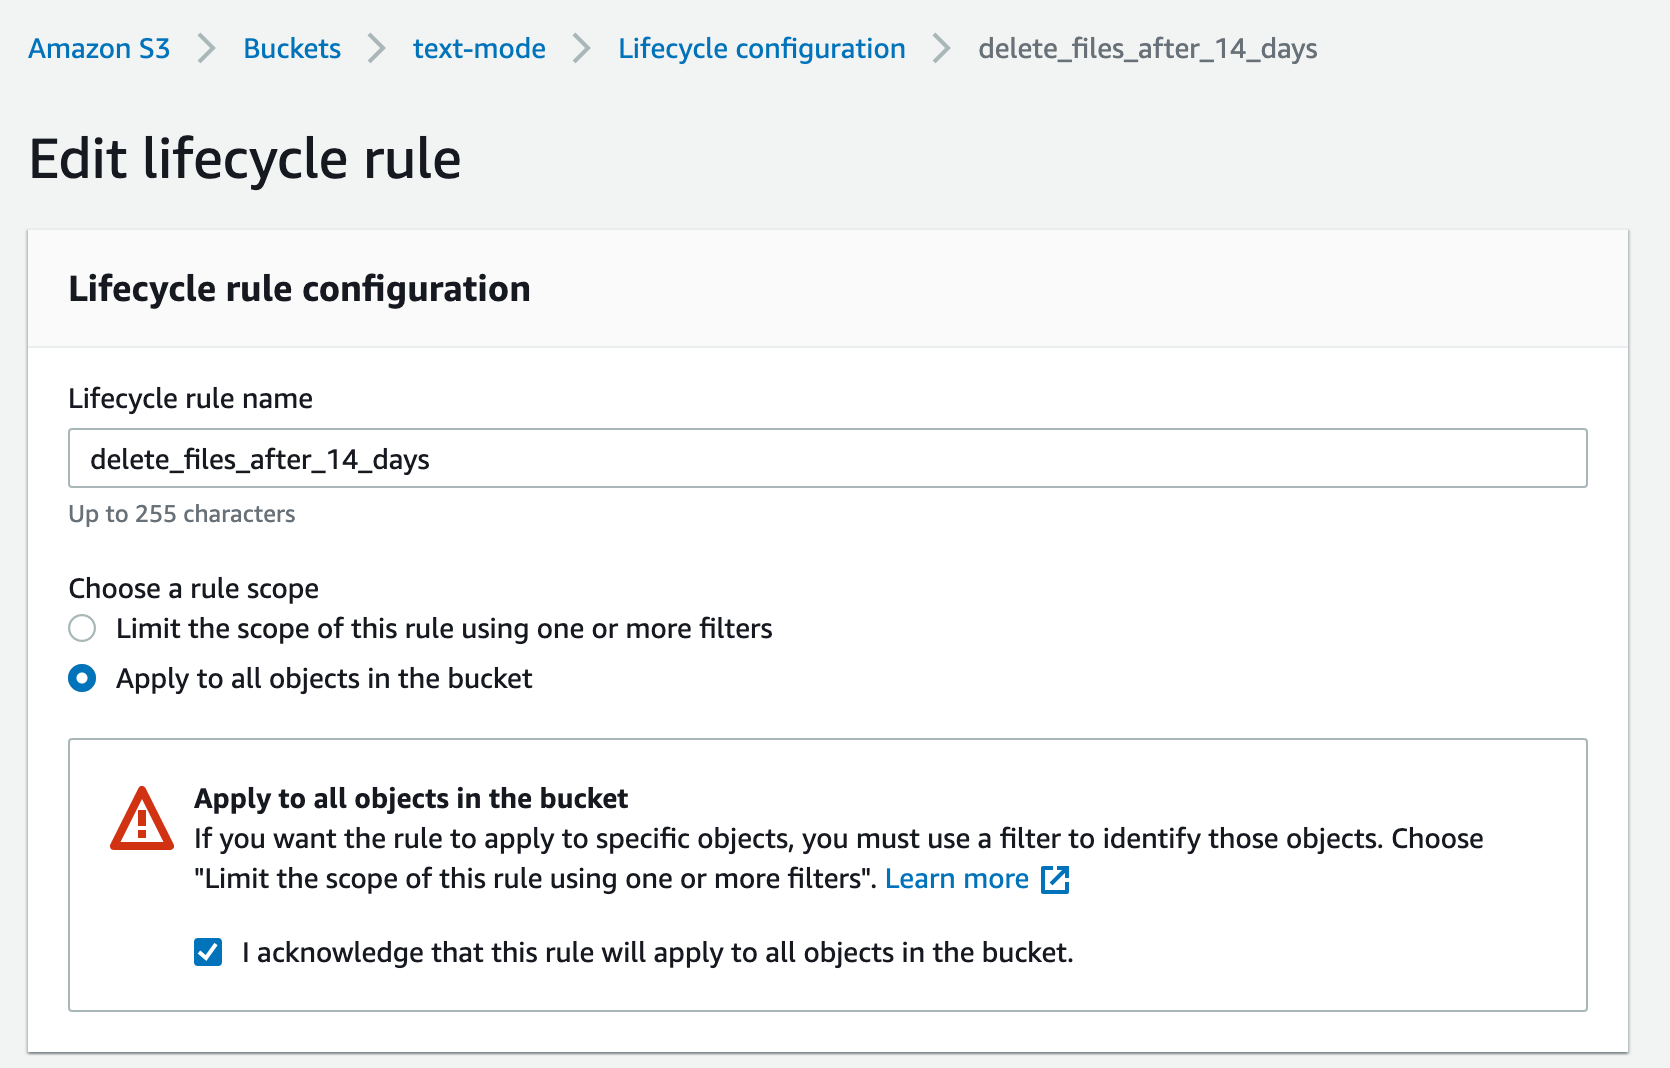 Amazon S3 > Buckets > text-mode > Lifecycle configuration > delete_files_after_14_days
Edit lifecycle rule
Lifecycle rule configuration
Lifecycle rule name
delete_files_after_14_days
Up to 255 characters
Choose a rule scope
Limit the scope of this rule using one or more filters
Apply to all objects in the bucket
Apply to all objects in the bucket
If you want the rule to apply to specific objects, you must use a filter to identify those objects. Choose
"Limit the scope of this rule using one or more filters". Learn more
I acknowledge that this rule will apply to all objects in the bucket.